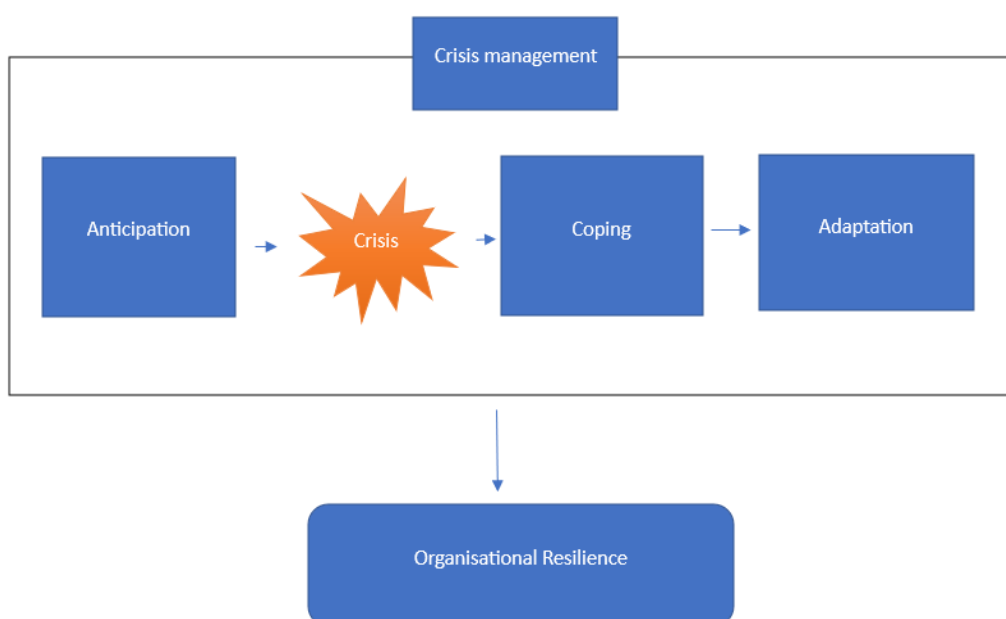 Crisis management
Anticipation
Crisis
Coping
Adaptation
Organisational Resilience